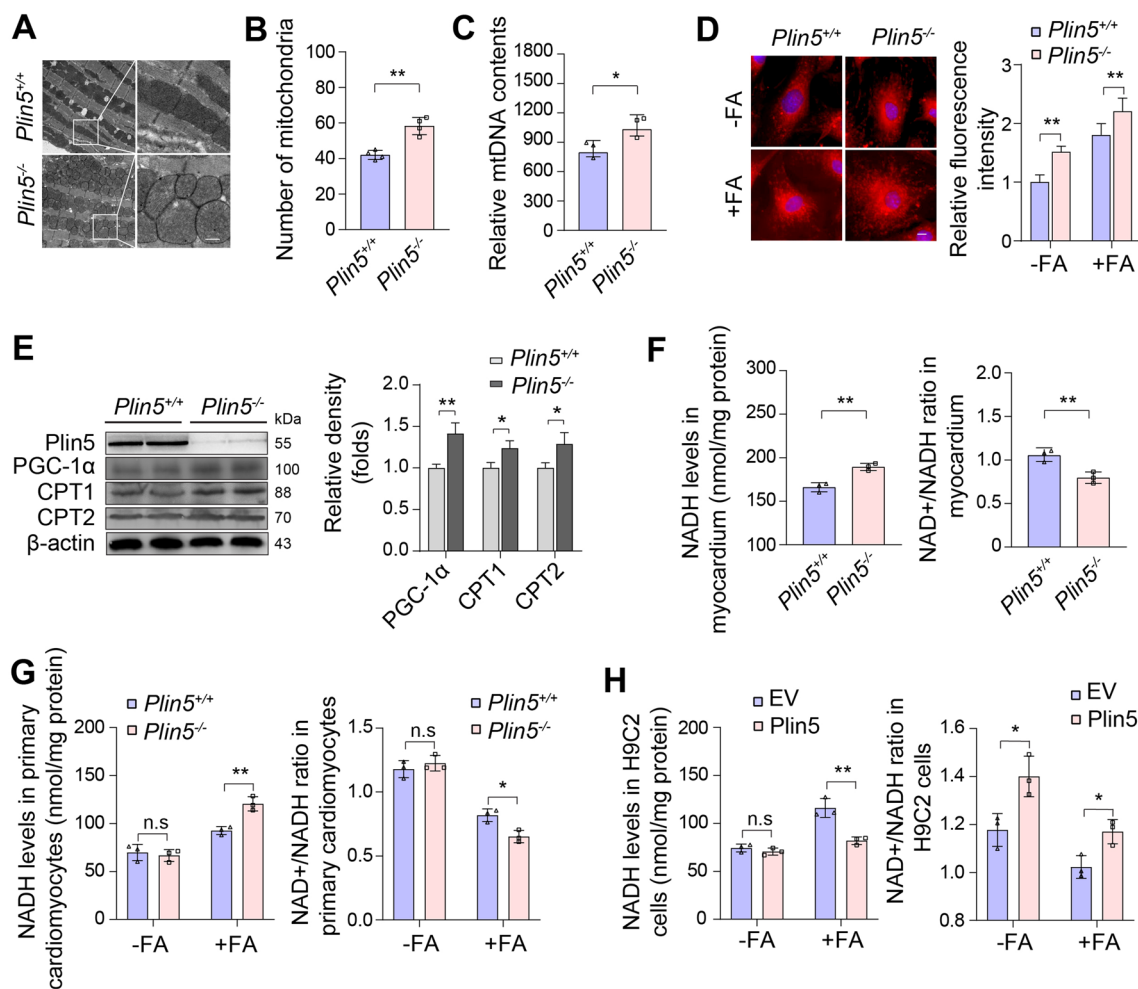 A
Plin5+/+
Plin5-/-
B
Number of mitochondria
100
80
60
40
20
0
**
Plin5+/+
Plin5-/-
C
Relative mtDNA contents
1800
1500
1200
900
600
300
0
*
Plin5+/+
Plin5-/-
D
Plin5+/+
Plin5-/-
-FA
+FA
Relative fluorescence
intensity
Plin5+/+
Plin5-/-
3
2
1
0
**
**
-FA
+FA
E
Plin5+/+
Plin5-/-
kDa
Plin5
55
PGC-1α
100
CPT1
88
CPT2
70
β-actin
43
Relative density
(folds)
Plin5+/+
Plin5-/-
2.0
1.5
1.0
0.5
0.0
**
*
*
PGC-1α
CPT1
CPT2
F
NADH levels in
myocardium (nmol/mg protein)
300
250
200
150
100
**
Plin5+/+
Plin5-/-
NAD+/NADH ratio in
myocardium
2.0
1.5
1.0
0.5
0.0
**
Plin5+/+
Plin5-/-
G
NADH levels in primary
cardiomyocytes (nmol/mg protein)
Plin5+/+
Plin5-/-
200
150
100
50
0
n.s
**
-FA
+FA
NAD+/NADH ratio in
primary cardiomyocytes
Plin5+/+
Plin5-/-
1.5
1.0
0.5
0.0
n.s
*
-FA
+FA
H
NADH levels in H9C2
cells (nmol/mg protein)
EV
Plin5
200
150
100
50
0
n.s
**
-FA
+FA
NAD+/NADH ratio in
H9C2 cells
EV
Plin5
1.6
1.4
1.2
1.0
0.8
*
*
-FA
+FA